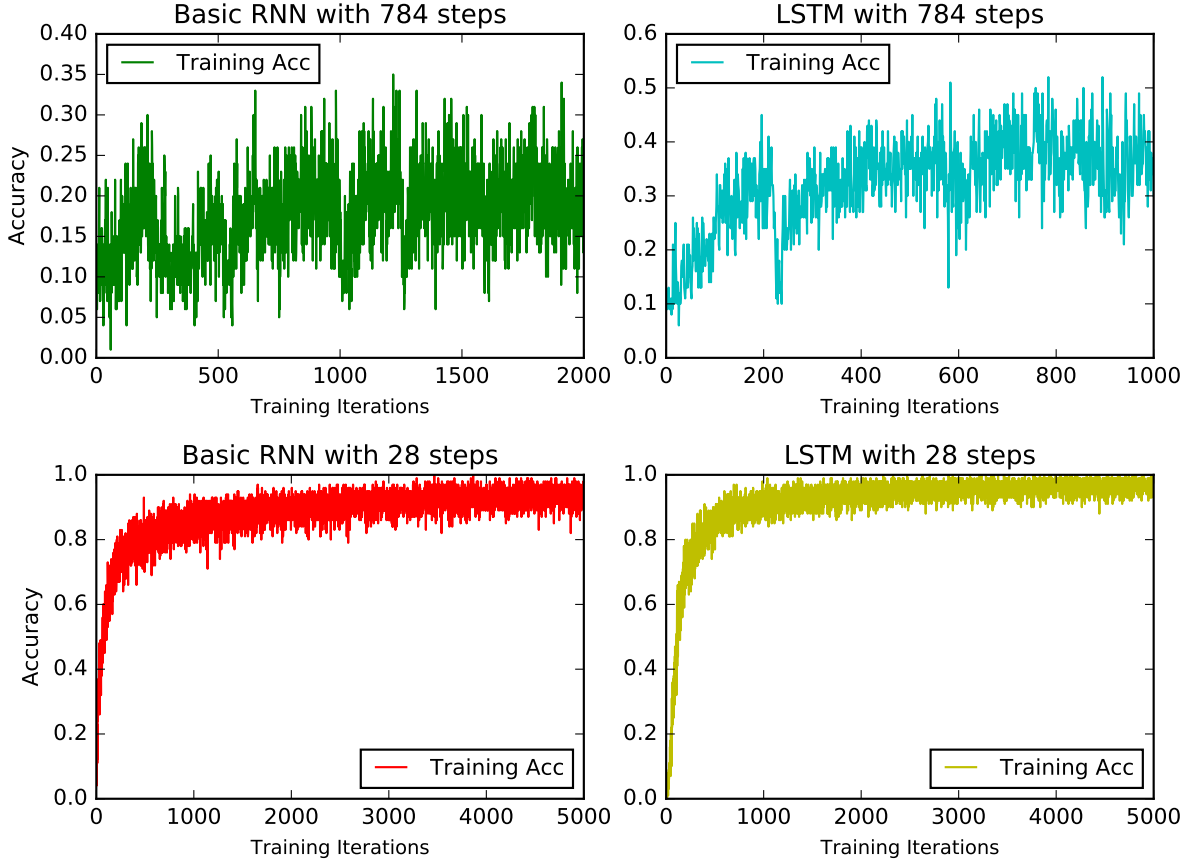 Basic RNN with 784 steps
Accuracy
0.40
0.35
0.30
0.25
0.20
0.15
0.10
0.05
0.00
Training Acc
0 500 1000 1500 2000
Training Iterations
LSTM with 784 steps
0.6
0.5
0.4
0.3
0.2
0.1
0.0
Training Acc
0 200 400 600 800 1000
Training Iterations
Basic RNN with 28 steps
Accuracy
1.0
0.8
0.6
0.4
0.2
0.0
Training Acc
0 1000 2000 3000 4000 5000
Training Iterations
LSTM with 28 steps
1.0
0.8
0.6
0.4
0.2
0.0
Training Acc
0 1000 2000 3000 4000 5000
Training Iterations